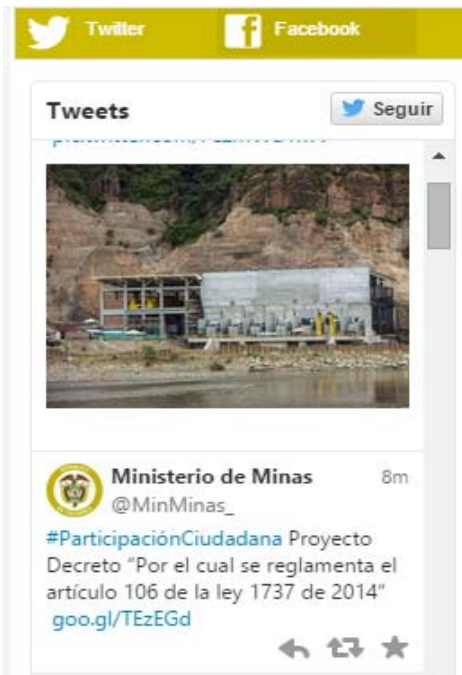 Twitter
Facebook
Tweets
Seguir
Ministerio de Minas
8m
@MinMinas_
#ParticipaciónCiudadana Proyecto
Decreto "Por el cual se reglamenta el
artículo 106 de la ley 1737 de 2014"
goo.gl/TEzEGd